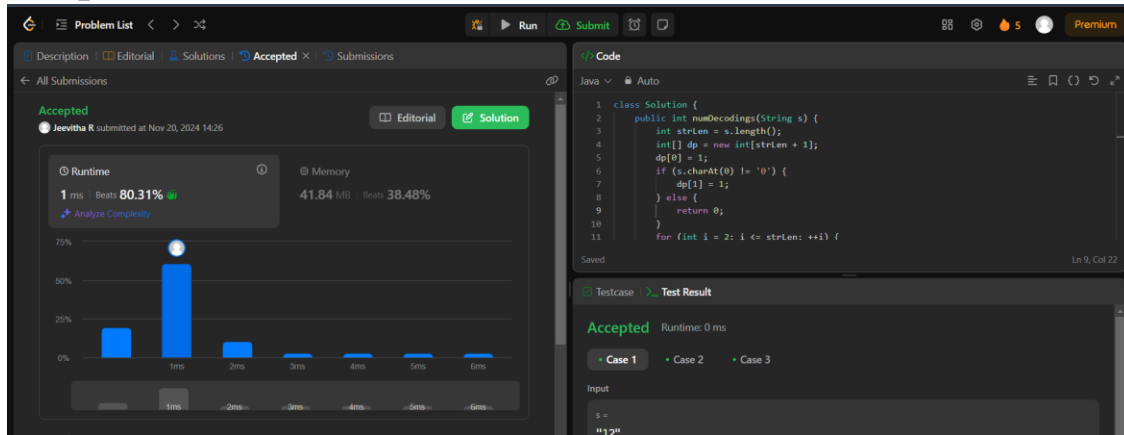 Problem List
Run
Submit
5
Premium
Description
Editorial
Solutions
Accepted
Submissions
All Submissions
Accepted
Jeevitha R submitted at Nov 20, 2024 14:26
Editorial
Solution
Runtime
1 ms Beats 80.31%
Analyze Complexity
Memory
41.84 MB Beats 38.48%
75%
50%
25%
0%
1ms 2ms 3ms 4ms 5ms 6ms
1ms 2ms 3ms 4ms 5ms 6ms
</> Code
Java Auto
1 class Solution {
2 public int numDecodings(String s) {
3 int strLen = s.length();
4 int[] dp = new int[strLen + 1];
5 dp[0] = 1;
6 if (s.charAt(0) != '0') {
7 dp[1] = 1;
8 } else {
9 return 0;
10 }
11 for (int i = 2; i <= strLen; ++i) {
Saved
Ln 9, Col 22
Testcase
>_ Test Result
Accepted Runtime: 0 ms
• Case 1 • Case 2 • Case 3
Input
s =
"12"